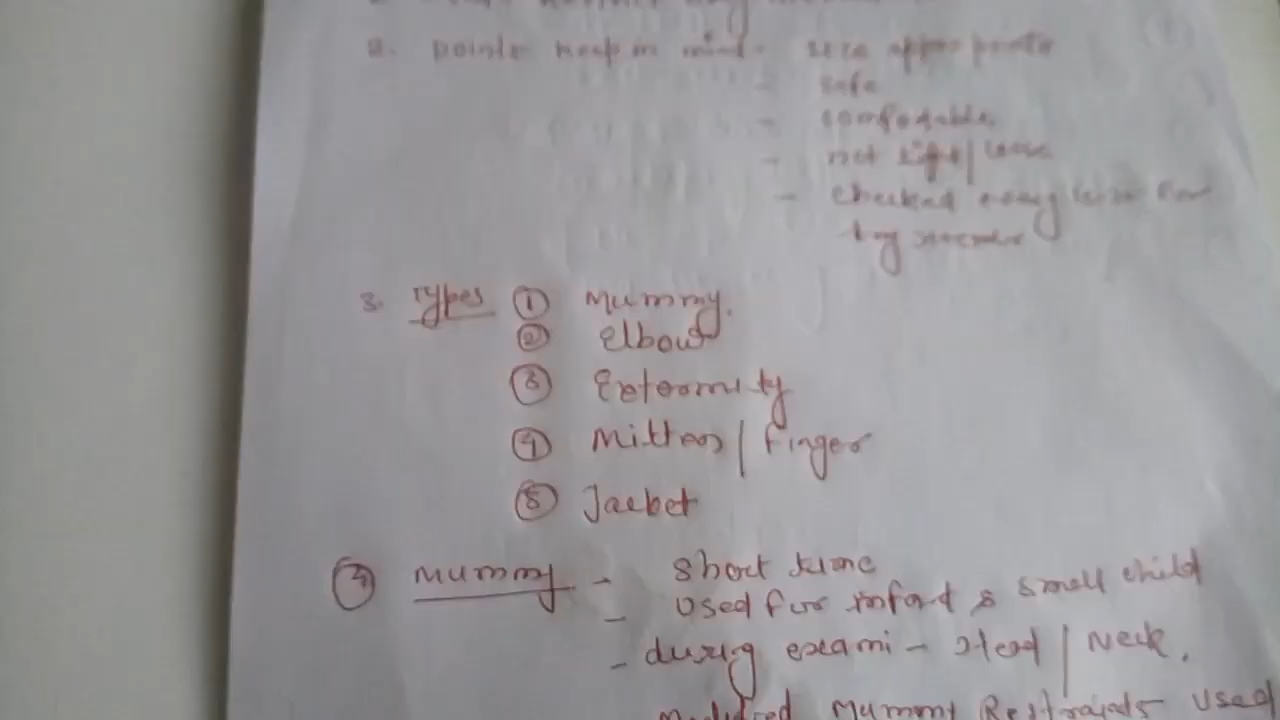 2. points keep in mind - size appropriate
- safe
- comfortable
- not tight/loose
- checked every
by
3. Types ① Mummy.
② Elbow
③ Extremity
④ Mittens / finger
⑤ Jacket
④ Mummy - short time
- Used for infant & small child
- during exami - Head / Neck.
Modified Mummy Restraints used